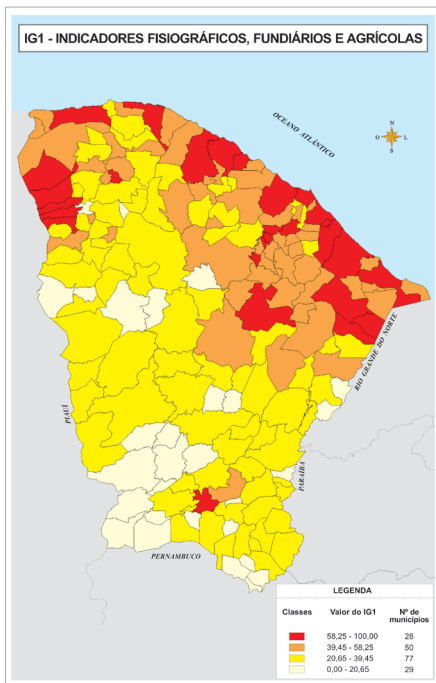 IG1 - INDICADORES FISIOGRÁFICOS, FUNDIÁRIOS E AGRÍCOLAS
OCEANO ATLÂNTICO
N
O L
S
RIO GRANDE DO NORTE
PIAUÍ
PARAÍBA
PERNAMBUCO
LEGENDA
Classes Valor do IG1 Nº de municípios
58,25 - 100,00 28
39,45 - 58,25 50
20,65 - 39,45 77
0,00 - 20,65 29